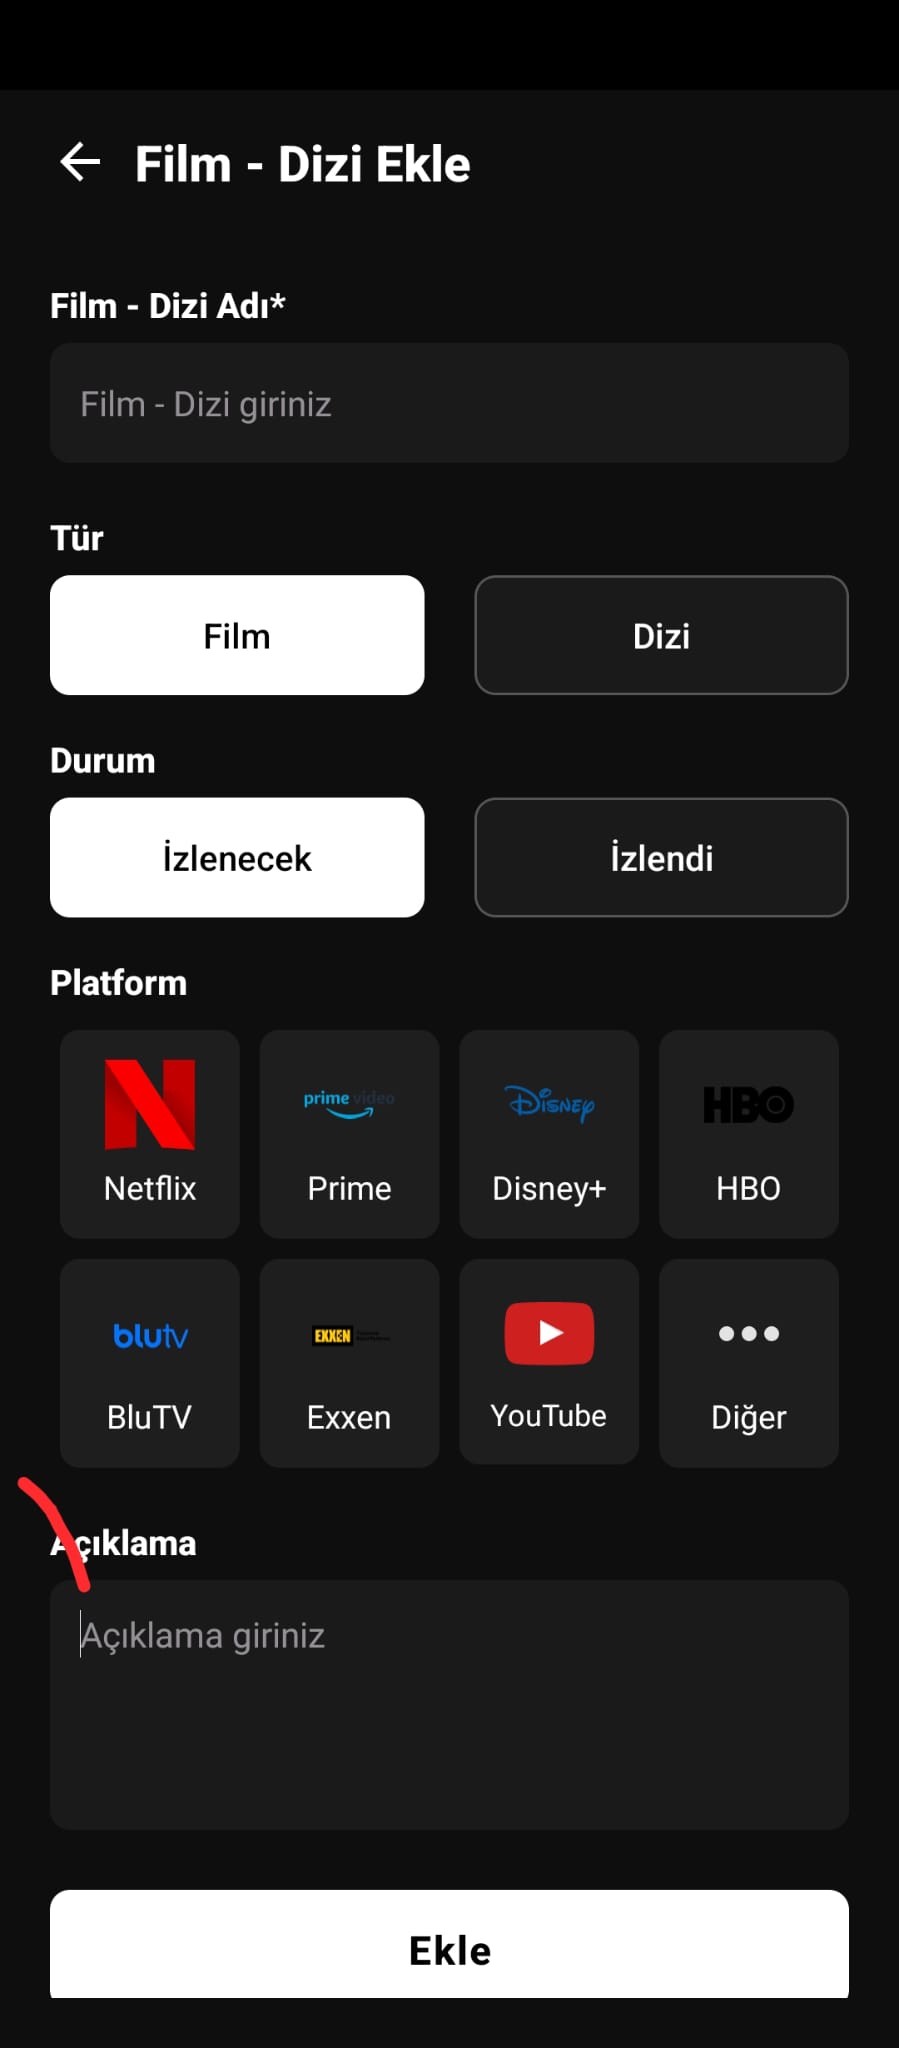 Film - Dizi Ekle
Film - Dizi Adı*
Film - Dizi giriniz
Tür
Film
Dizi
Durum
İzlenecek
İzlendi
Platform
prime video
DISNEY
HBO
Netflix
Prime
Disney+
HBO
blutv
EXXEN
BluTV
Exxen
YouTube
Diğer
Açıklama
Açıklama giriniz
Ekle